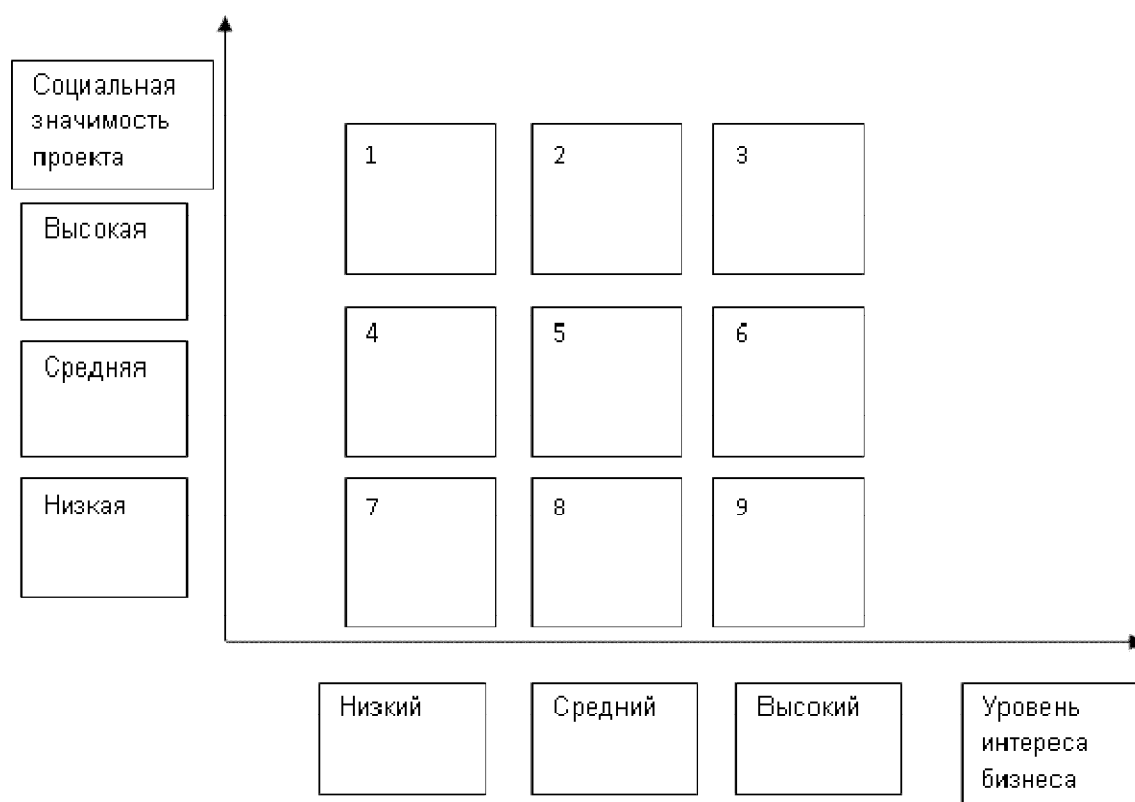 Социальная
значимость
проекта
Высокая
Средняя
Низкая
1 2 3
4 5 6
7 8 9
Низкий Средний Высокий Уровень
интереса
бизнеса